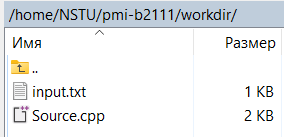 /home/NSTU/pmi-b2111/workdir/
Имя Размер
..
input.txt 1 KB
Source.cpp 2 KB